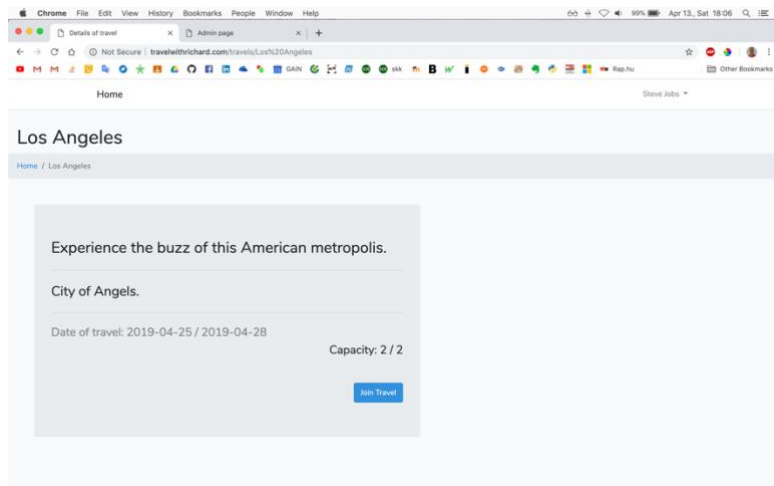 Chrome File Edit View History Bookmarks People Window Help 99% Apr 13., Sat 18:06
Details of travel × Admin page × +
Not Secure | travelwithrichard.com/travels/Los%20Angeles
GAIN skk B W Rap.hu Other Bookmarks
Home Steve Jobs
Los Angeles
Home / Los Angeles
Experience the buzz of this American metropolis.
City of Angels.
Date of travel: 2019-04-25 / 2019-04-28
Capacity: 2 / 2
Join Travel